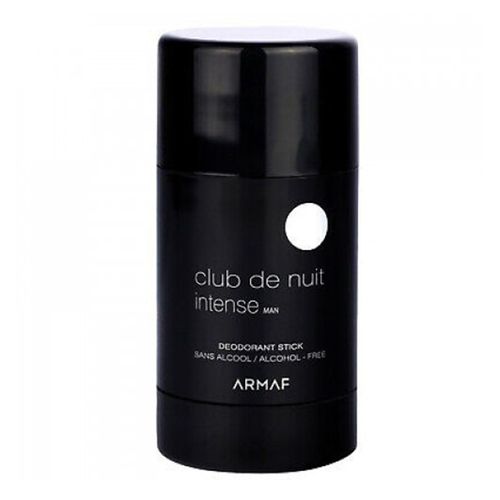 club de nuit
intense MAN
DEODORANT STICK
SANS ALCOOL / ALCOHOL - FREE
ARMAF